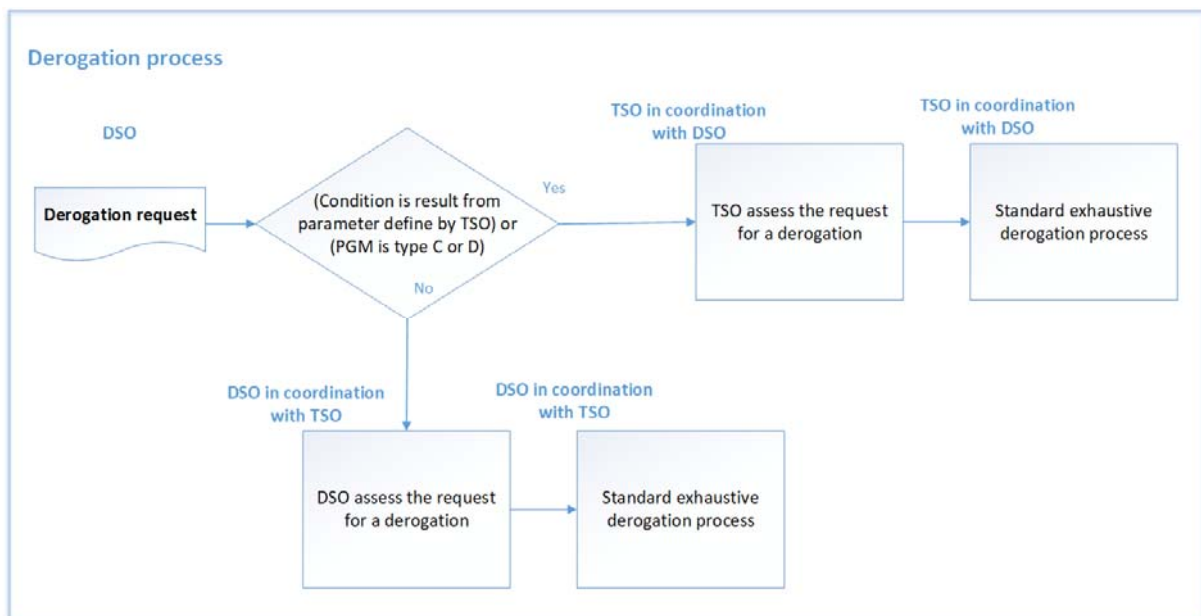 Derogation process
DSO
TSO in coordination
with DSO
TSO in coordination
with DSO
Derogation request
(Condition is result from
parameter define by TSO) or
(PGM is type C or D)
Yes
No
TSO assess the request
for a derogation
Standard exhaustive
derogation process
DSO in coordination
with TSO
DSO in coordination
with TSO
DSO assess the request
for a derogation
Standard exhaustive
derogation process